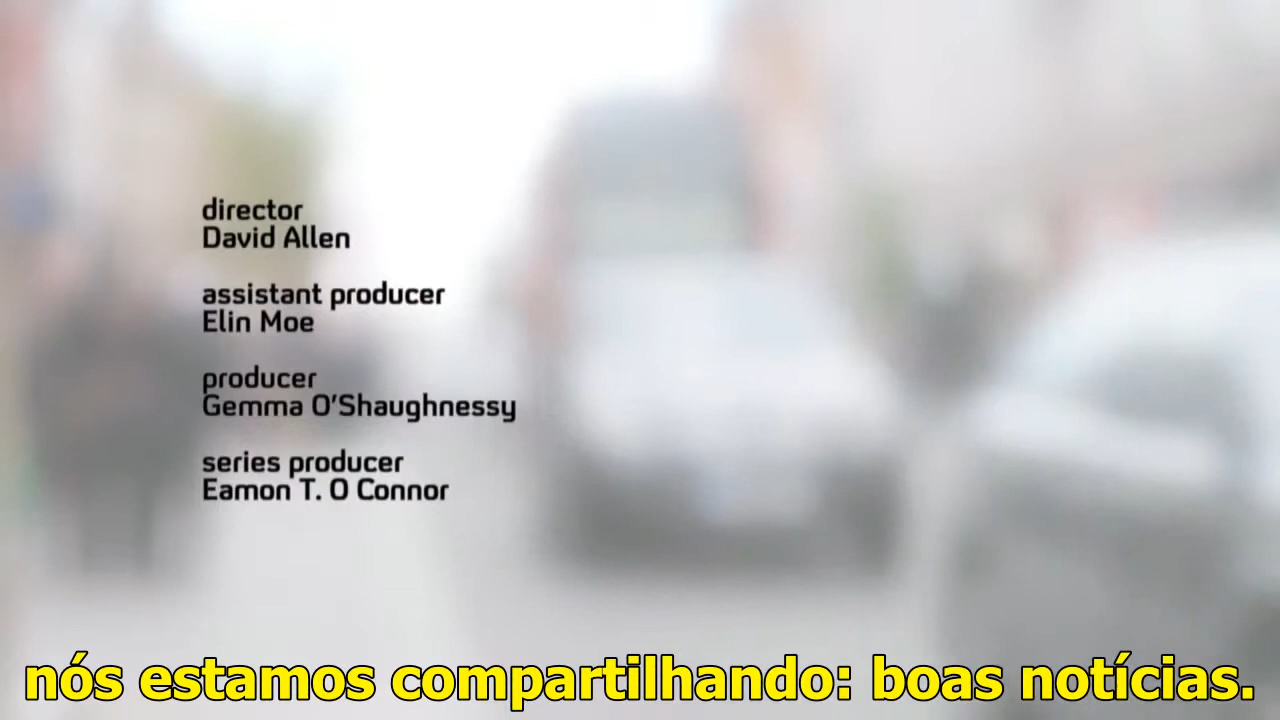 director
David Allen
assistant producer
Elin Moe
producer
Gemma O'Shaughnessy
series producer
Eamon T. O Connor
nós estamos compartilhando: boas notícias.